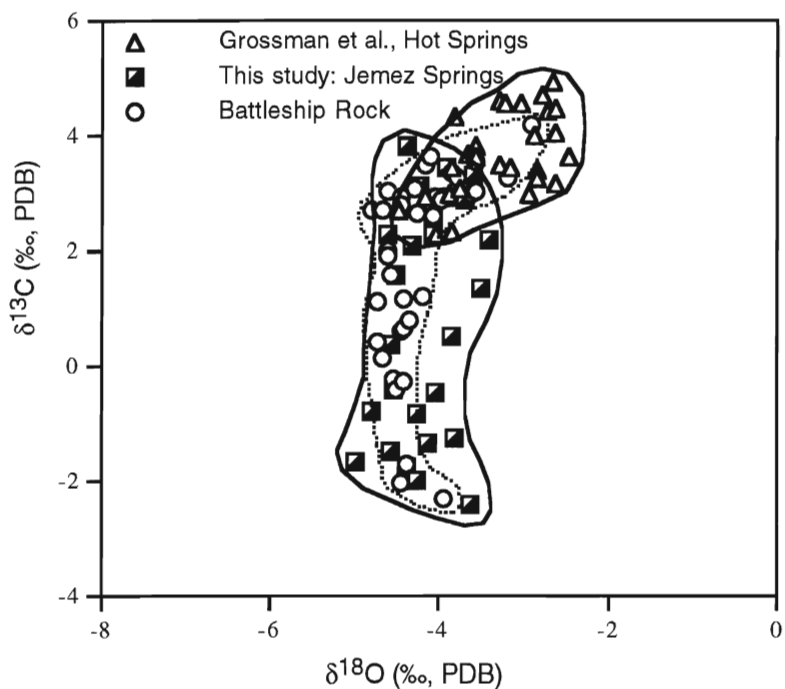 6
Grossman et al., Hot Springs
This study: Jemez Springs
Battleship Rock
4
2
0
-2
-4
δ13C (‰, PDB)
-8 -6 -4 -2 0
δ18O (‰, PDB)